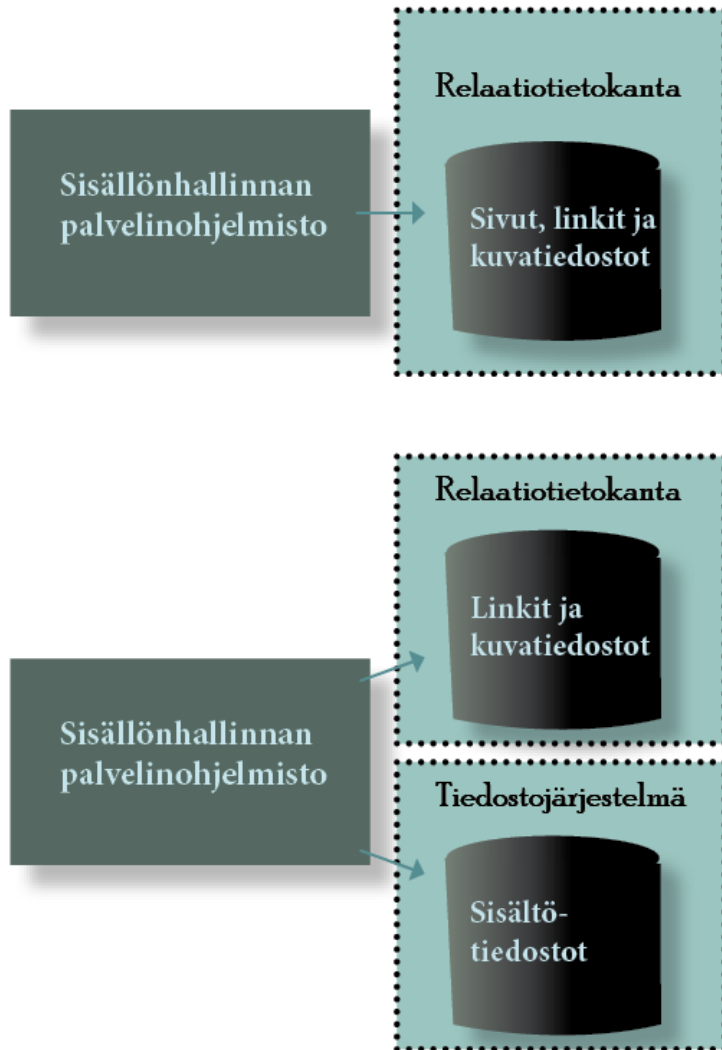 Relaatiotietokanta
Sisällönhallinnan
palvelinohjelmisto
Sivut, linkit ja
kuvatiedostot
Relaatiotietokanta
Linkit ja
kuvatiedostot
Sisällönhallinnan
palvelinohjelmisto
Tiedostojärjestelmä
Sisältö-
tiedostot